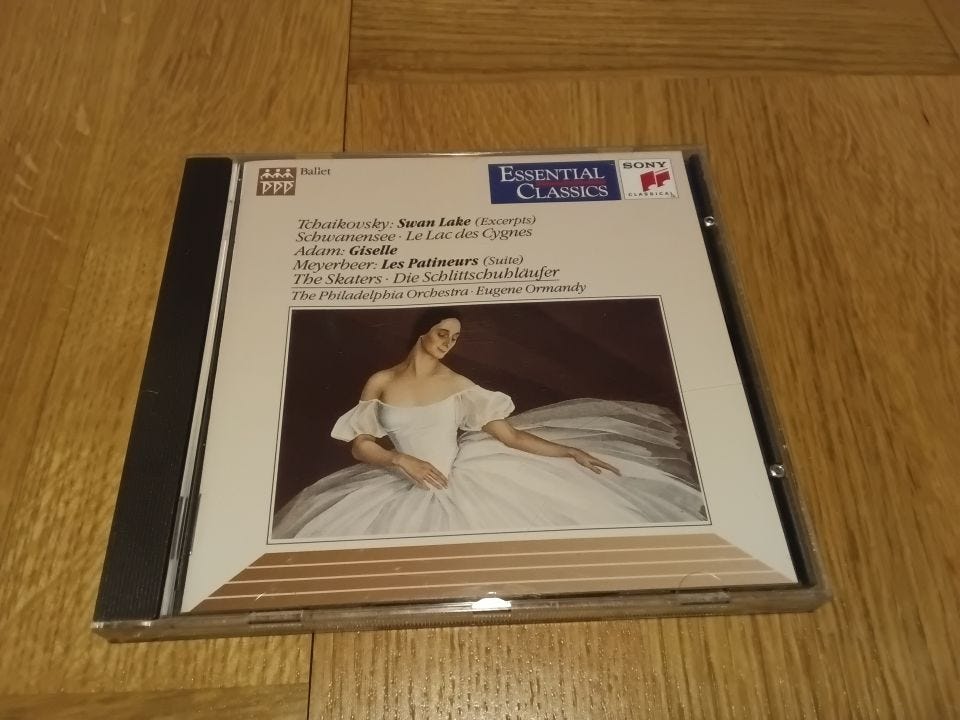 Ballet
ESSENTIAL
CLASSICS
SONY
CLASSICAL
Tchaikovsky: Swan Lake (Excerpts)
Schwanensee · Le Lac des Cygnes
Adam: Giselle
Meyerbeer: Les Patineurs (Suite)
The Skaters · Die Schlittschuhläufer
The Philadelphia Orchestra · Eugene Ormandy